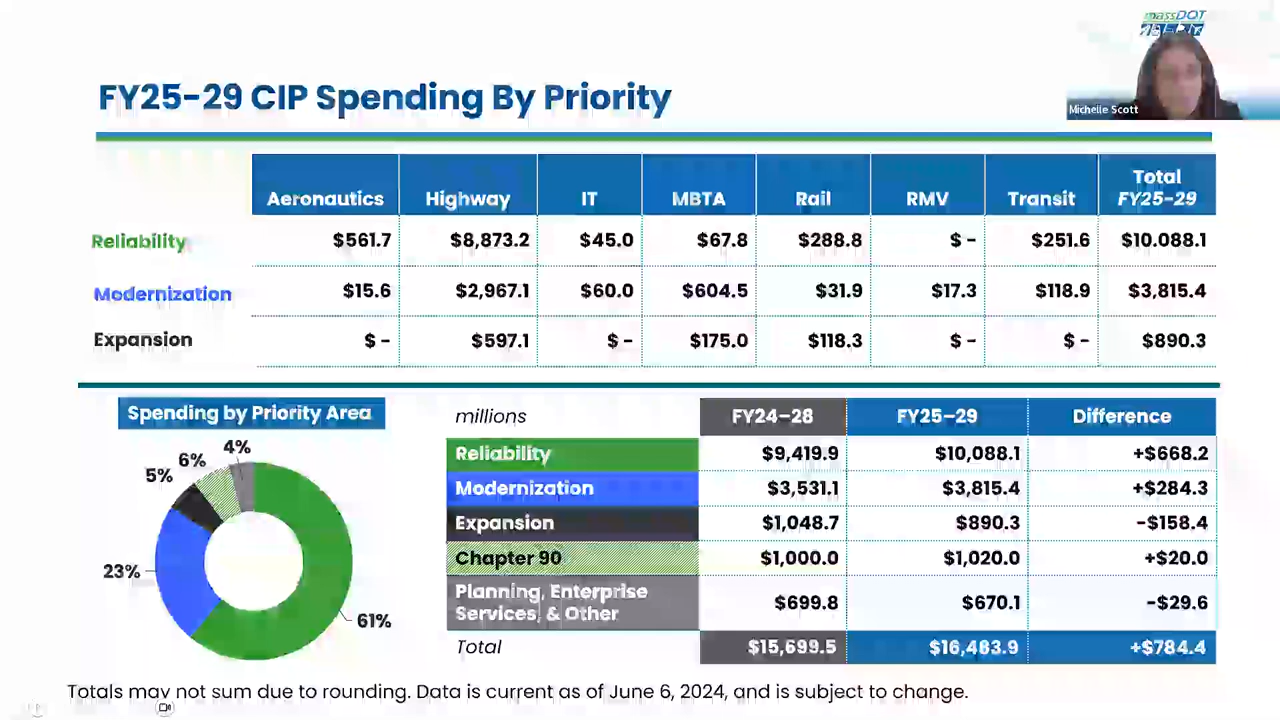 massDOT
Michelle Scott
FY25-29 CIP Spending By Priority
Aeronautics Highway IT MBTA Rail RMV Transit Total FY25-29
Reliability $561.7 $8,873.2 $45.0 $67.8 $288.8 $ - $251.6 $10.088.1
Modernization $15.6 $2,967.1 $60.0 $604.5 $31.9 $17.3 $118.9 $3,815.4
Expansion $ - $597.1 $ - $175.0 $118.3 $ - $ - $890.3
Spending by Priority Area
4%
6%
5%
23%
61%
millions FY24-28 FY25-29 Difference
Reliability $9,419.9 $10,088.1 +$668.2
Modernization $3,531.1 $3,815.4 +$284.3
Expansion $1,048.7 $890.3 -$158.4
Chapter 90 $1,000.0 $1,020.0 +$20.0
Planning, Enterprise
Services, & Other $699.8 $670.1 -$29.6
Total $15,699.5 $16,483.9 +$784.4
Totals may not sum due to rounding. Data is current as of June 6, 2024, and is subject to change.